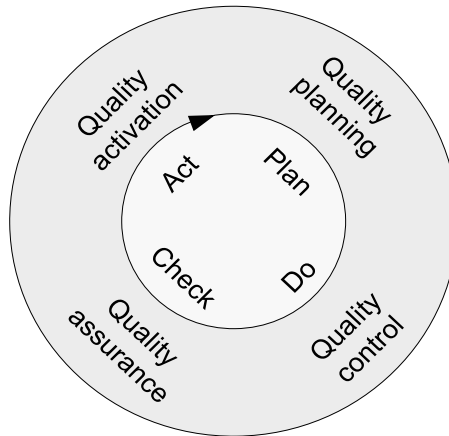 Quality
activation
Quality
planning
Act
Plan
Check
Do
Quality
assurance
Quality
control